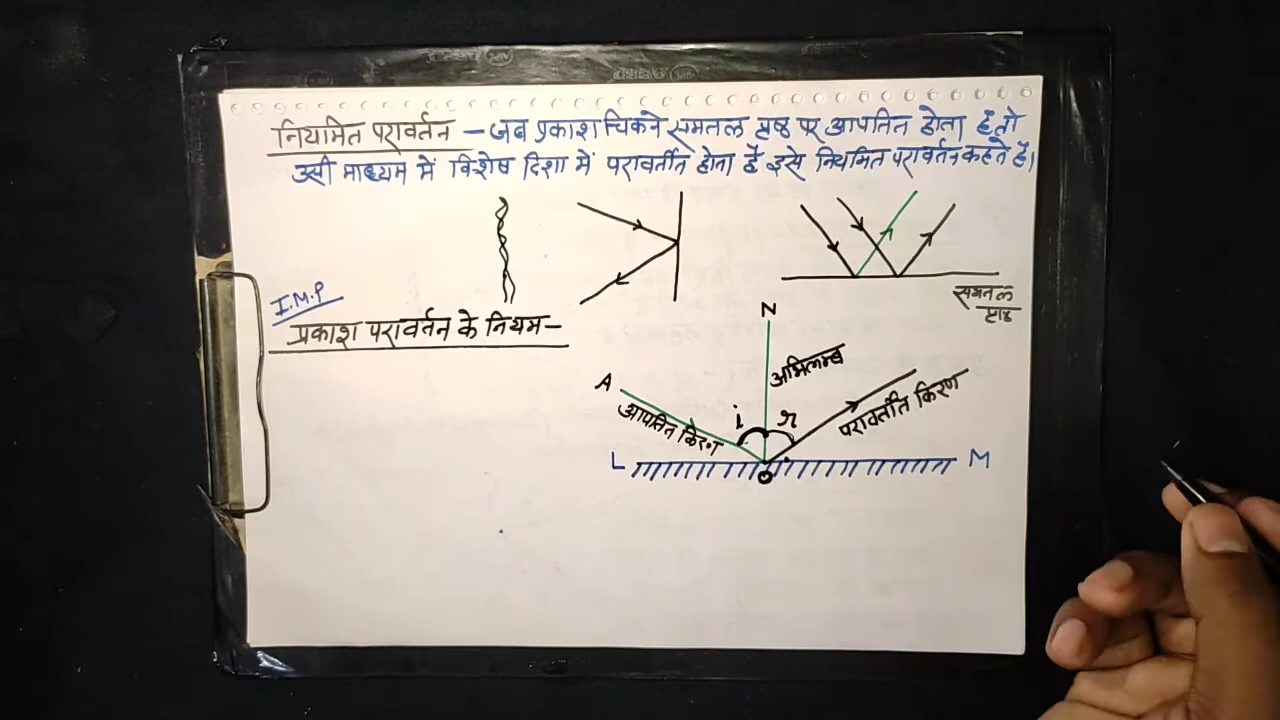 नियमित परावर्तन – जब प्रकाश चिकने समतल पृष्ठ पर आपतित होता है तो
उसी माध्यम में विशेष दिशा में परावर्तीत होता है इसे नियमित परावर्तन कहते है।
समतल
पृष्ठ
I.M.P
प्रकाश परावर्तन के नियम–
N
अभिलम्ब
A
आपतित किरण
i
r
परावर्तीत किरण
L
M
O